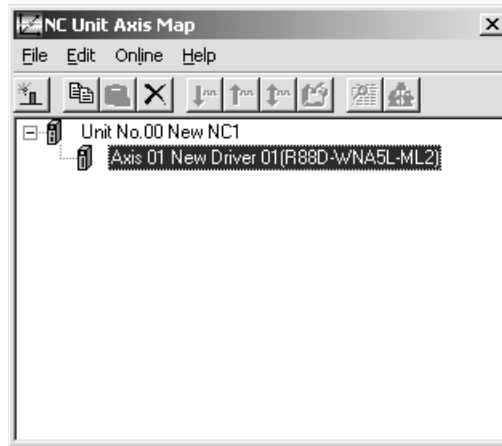 NC Unit Axis Map
File Edit Online Help
Unit No.00 New NC1
Axis 01 New Driver 01(R88D-WNA5L-ML2)